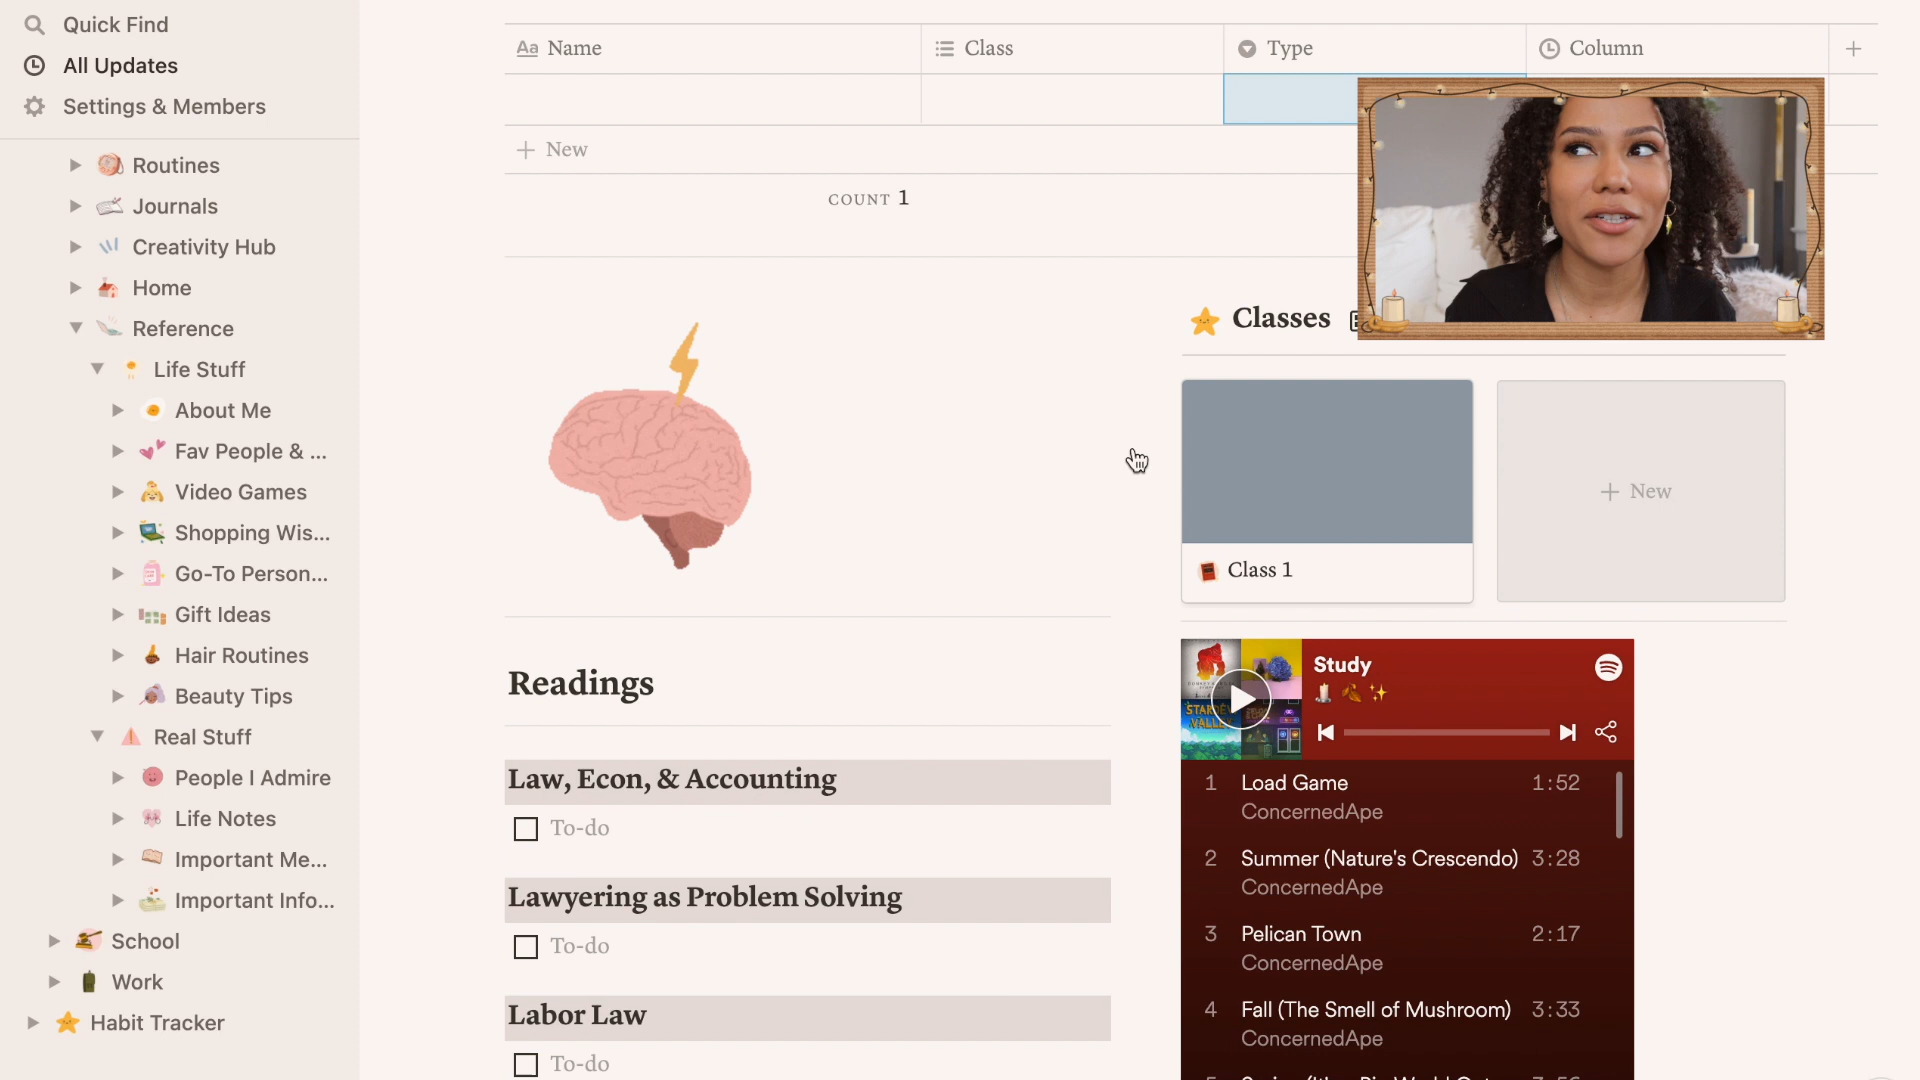 Quick Find
All Updates
Settings & Members
Routines
Journals
Creativity Hub
Home
Reference
Life Stuff
About Me
Fav People & ...
Video Games
Shopping Wis...
Go-To Person...
Gift Ideas
Hair Routines
Beauty Tips
Real Stuff
People I Admire
Life Notes
Important Me...
Important Info...
School
Work
Habit Tracker
Aa Name
Class
Type
Column
New
COUNT 1
Classes
Class 1
New
Readings
Law, Econ, & Accounting
To-do
Lawyering as Problem Solving
To-do
Labor Law
To-do
STARDEW VALLEY
Study
1 Load Game 1:52
ConcernedApe
2 Summer (Nature's Crescendo) 3:28
ConcernedApe
3 Pelican Town 2:17
ConcernedApe
4 Fall (The Smell of Mushroom) 3:33
ConcernedApe